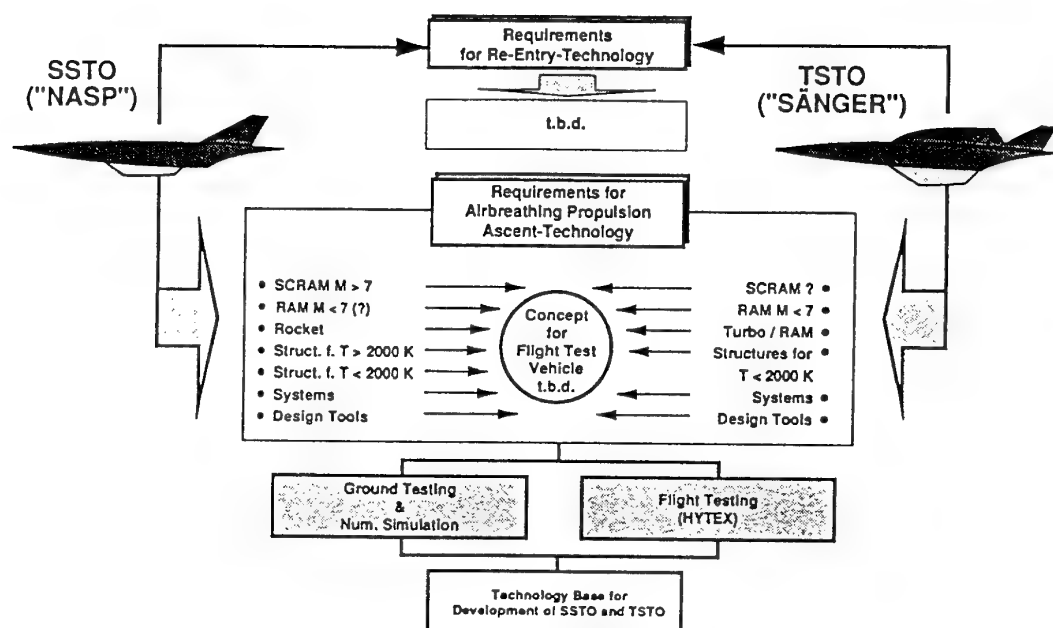 Requirements
for Re-Entry-Technology
SSTO
("NASP")
TSTO
("SÄNGER")
t.b.d.
Requirements for
Airbreathing Propulsion
Ascent-Technology
• SCRAM M > 7
• RAM M < 7 (?)
• Rocket
• Struct. f. T > 2000 K
• Struct. f. T < 2000 K
• Systems
• Design Tools
Concept
for
Flight Test
Vehicle
t.b.d.
SCRAM ? •
RAM M < 7 •
Turbo / RAM •
Structures for •
T < 2000 K
Systems •
Design Tools •
Ground Testing
&
Num. Simulation
Flight Testing
(HYTEX)
Technology Base for
Development of SSTO and TSTO